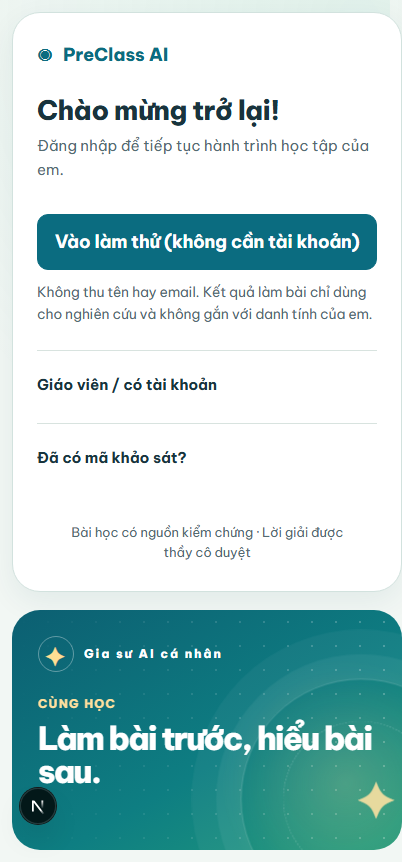 PreClass AI
Chào mừng trở lại!
Đăng nhập để tiếp tục hành trình học tập của
em.
Vào làm thử (không cần tài khoản)
Không thu tên hay email. Kết quả làm bài chỉ dùng
cho nghiên cứu và không gắn với danh tính của em.
Giáo viên / có tài khoản
Đã có mã khảo sát?
Bài học có nguồn kiểm chứng · Lời giải được
thầy cô duyệt
Gia sư AI cá nhân
CÙNG HỌC
Làm bài trước, hiểu bài
sau.
N